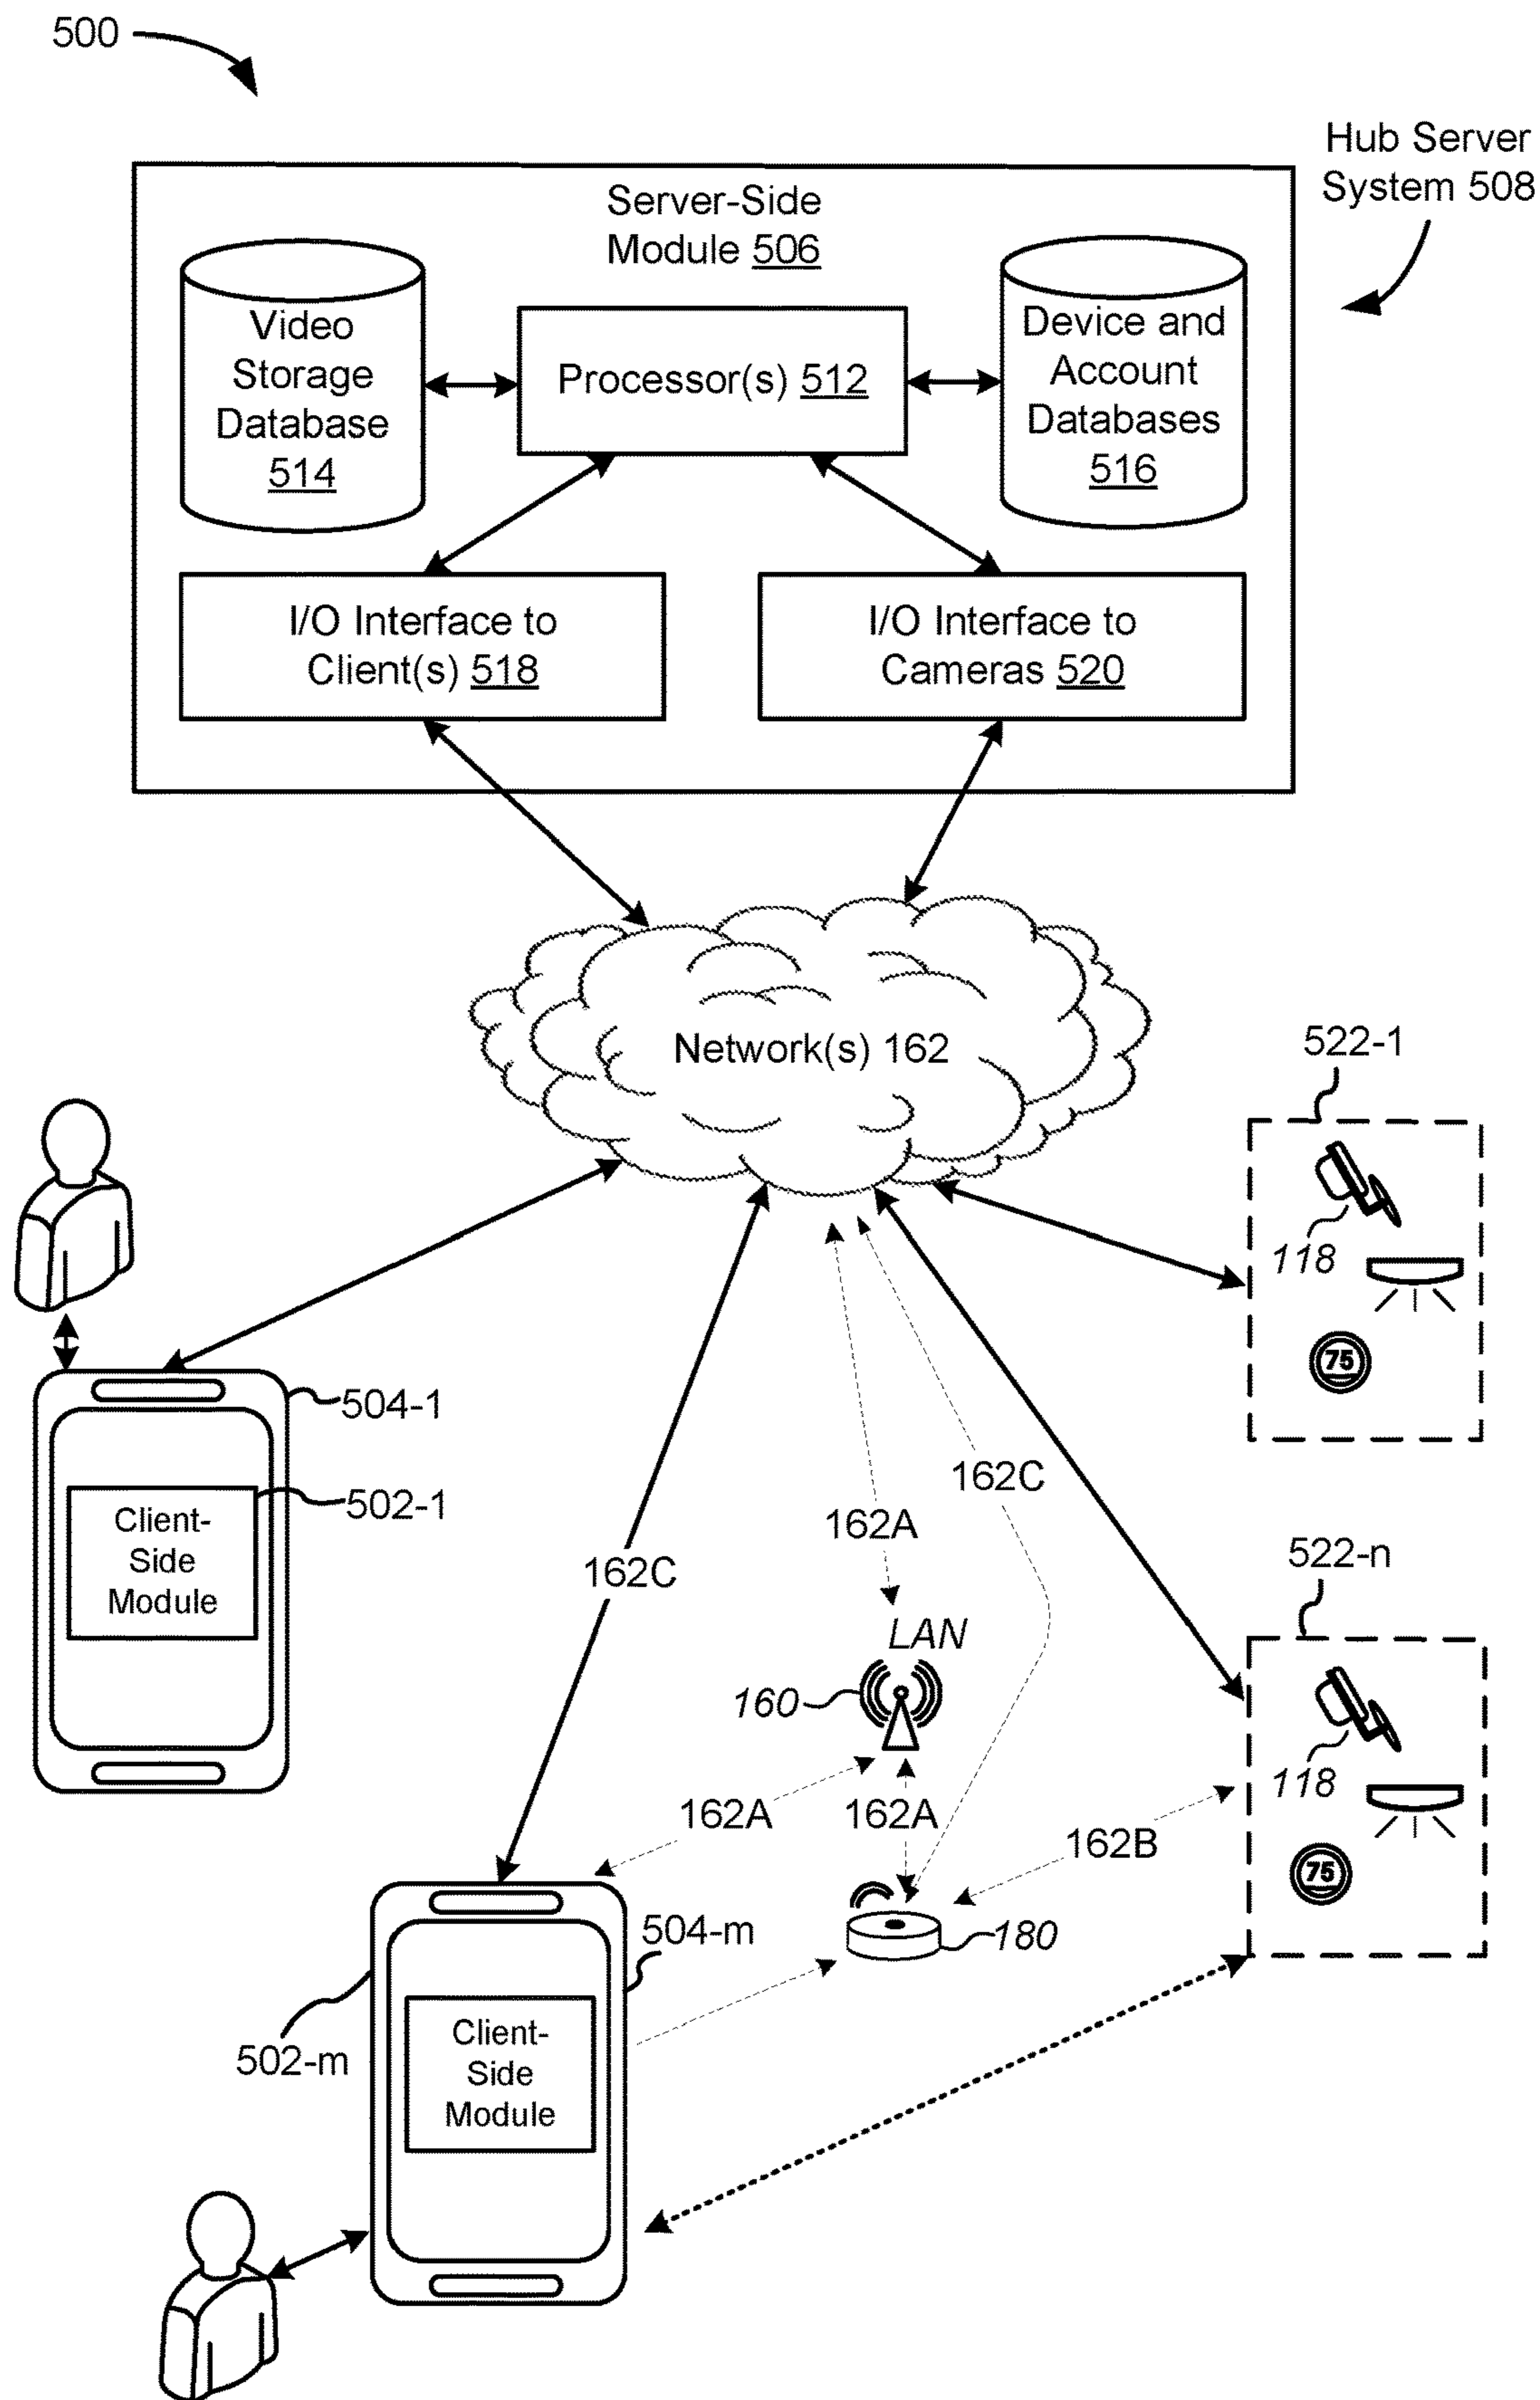 500
Hub Server
System 508
Server-Side
Module 506
Video
Storage
Database
514
Processor(s) 512
Device and
Account
Databases
516
I/O Interface to
Client(s) 518
I/O Interface to
Cameras 520
Network(s) 162
522-1
118
75
504-1
502-1
Client-
Side
Module
162C
162A
162C
522-n
LAN
160
118
162A
162A
162B
75
504-m
180
502-m
Client-
Side
Module